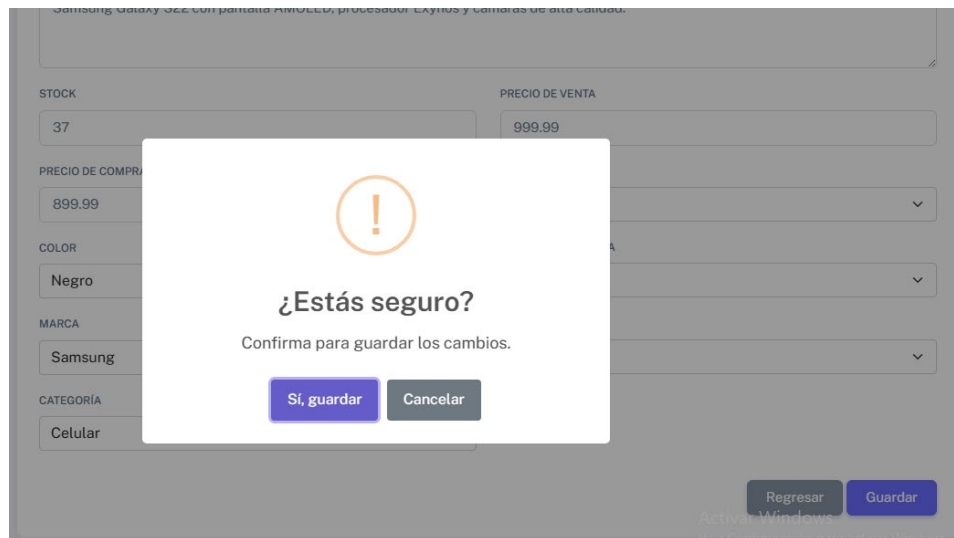 Samsung Galaxy S22 con pantalla AMOLED, procesador Exynos y cámaras de alta calidad.
STOCK
PRECIO DE VENTA
37
999.99
PRECIO DE COMPRA
899.99
COLOR
A
Negro
¿Estás seguro?
MARCA
Confirma para guardar los cambios.
Samsung
Sí, guardar
Cancelar
CATEGORÍA
Celular
Regresar
Guardar
Activar Windows